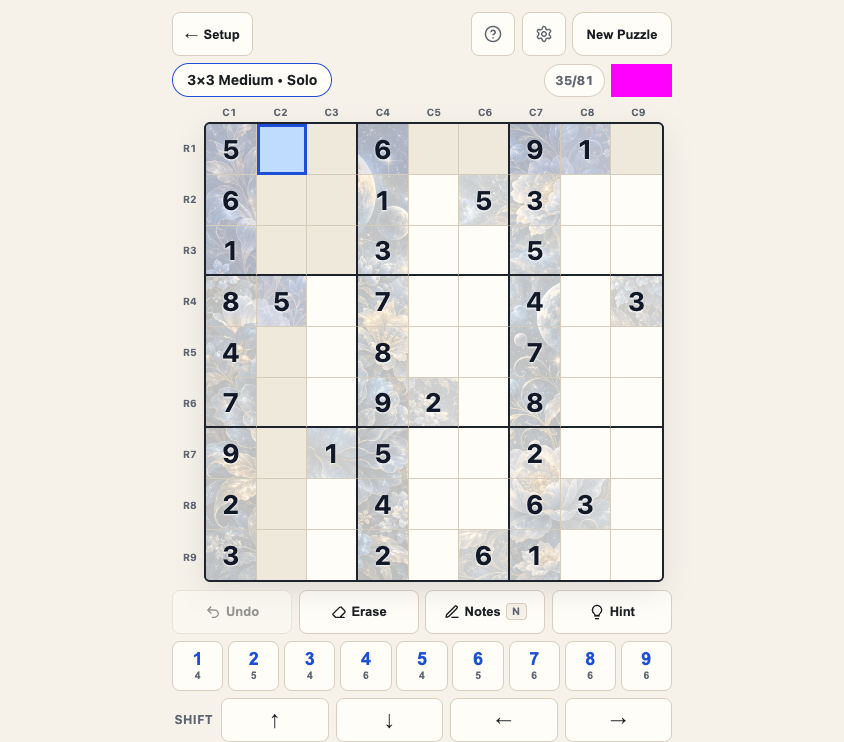 ← Setup
New Puzzle
3×3 Medium • Solo
35/81
C1 C2 C3 C4 C5 C6 C7 C8 C9
R1 5 6 9 1
R2 6 1 5 3
R3 1 3 5
R4 8 5 7 4 3
R5 4 8 7
R6 7 9 2 8
R7 9 1 5 2
R8 2 4 6 3
R9 3 2 6 1
Undo Erase Notes N Hint
1 2 3 4 5 6 7 8 9
4 5 4 6 4 5 6 6 6
SHIFT ↑ ↓ ← →